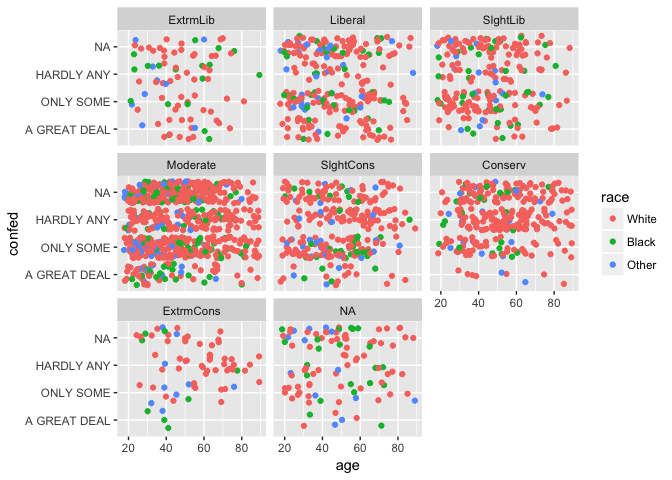 ExtrmLib
Liberal
SlghtLib
NA
HARDLY ANY
ONLY SOME
A GREAT DEAL
Moderate
SlghtCons
Conserv
NA
HARDLY ANY
ONLY SOME
A GREAT DEAL
20 40 60 80
ExtrmCons
NA
NA
HARDLY ANY
ONLY SOME
A GREAT DEAL
20 40 60 80
20 40 60 80
age
confed
race
White
Black
Other